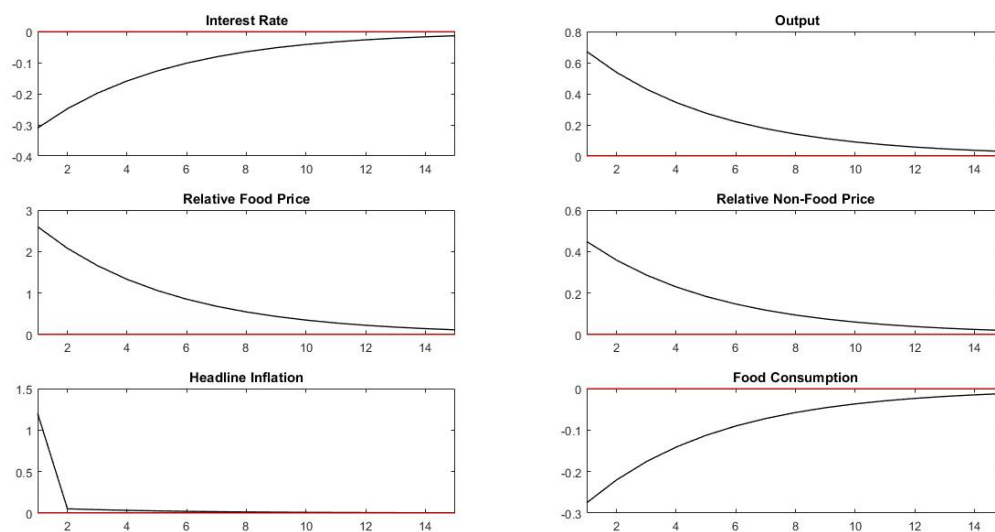 Interest Rate
0
-0.1
-0.2
-0.3
-0.4
2 4 6 8 10 12 14
Output
0.8
0.6
0.4
0.2
0
2 4 6 8 10 12 14
Relative Food Price
3
2
1
0
2 4 6 8 10 12 14
Relative Non-Food Price
0.6
0.4
0.2
0
2 4 6 8 10 12 14
Headline Inflation
1.5
1
0.5
0
2 4 6 8 10 12 14
Food Consumption
0
-0.1
-0.2
-0.3
2 4 6 8 10 12 14